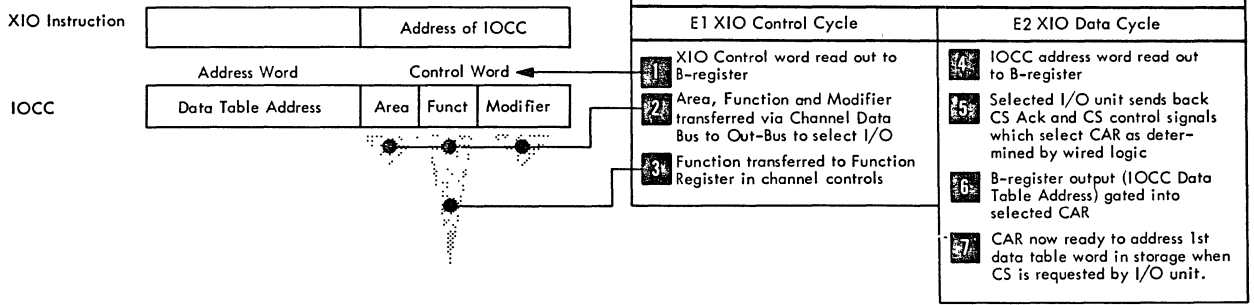 XIO Instruction
Address of IOCC
Address Word
Control Word
IOCC
Data Table Address
Area
Funct
Modifier
E1 XIO Control Cycle
1 XIO Control word read out to
B-register
2 Area, Function and Modifier
transferred via Channel Data
Bus to Out-Bus to select I/O
3 Function transferred to Function
Register in channel controls
E2 XIO Data Cycle
4 IOCC address word read out
to B-register
5 Selected I/O unit sends back
CS Ack and CS control signals
which select CAR as deter-
mined by wired logic
6 B-register output (IOCC Data
Table Address) gated into
selected CAR
7 CAR now ready to address 1st
data table word in storage when
CS is requested by I/O unit.